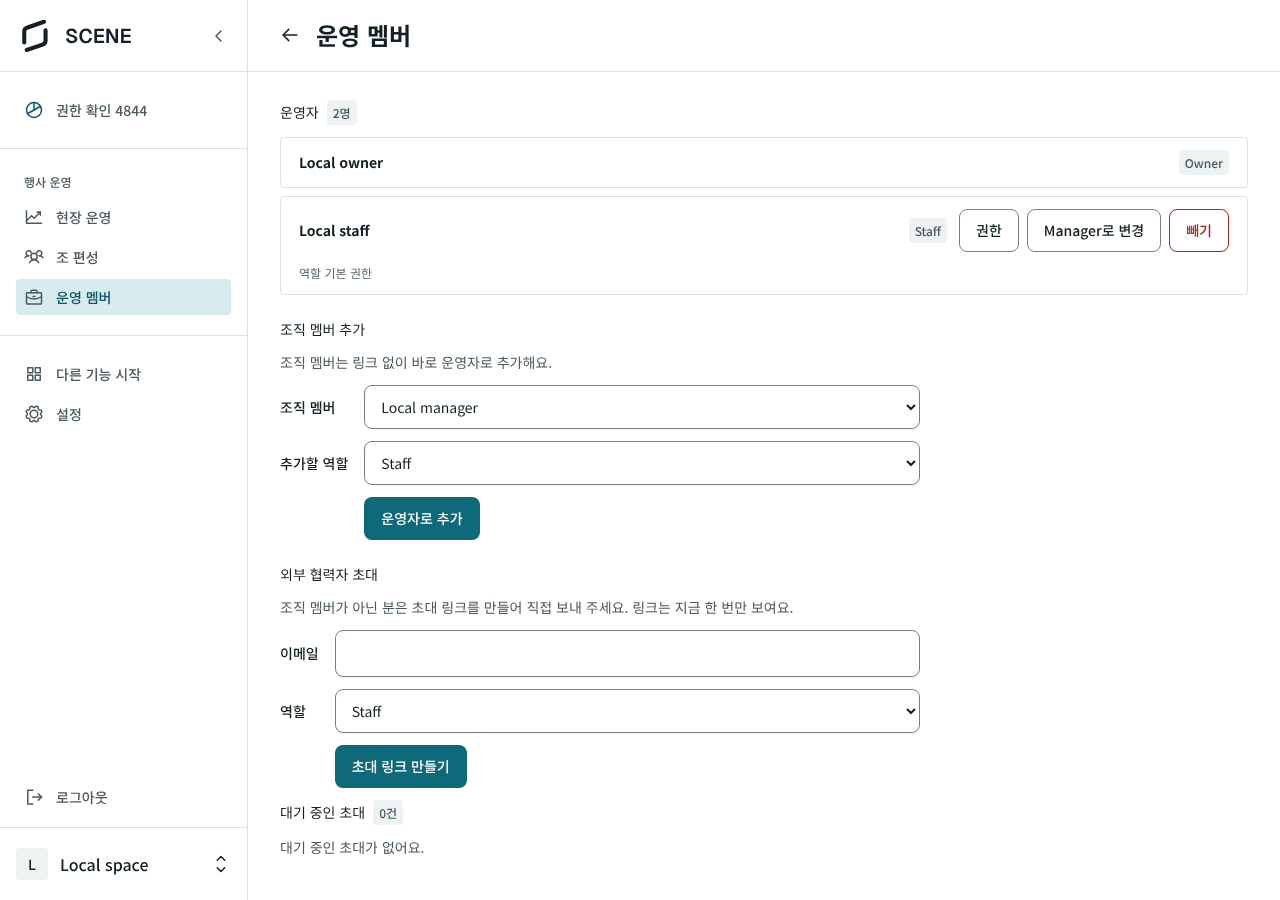 SCENE
권한 확인 4844
행사 운영
현장 운영
조 편성
운영 멤버
다른 기능 시작
설정
로그아웃
L Local space
운영 멤버
운영자 2명
Local owner Owner
Local staff Staff 권한 Manager로 변경 빼기
역할 기본 권한
조직 멤버 추가
조직 멤버는 링크 없이 바로 운영자로 추가해요.
조직 멤버 Local manager
추가할 역할 Staff
운영자로 추가
외부 협력자 초대
조직 멤버가 아닌 분은 초대 링크를 만들어 직접 보내 주세요. 링크는 지금 한 번만 보여요.
이메일
역할 Staff
초대 링크 만들기
대기 중인 초대 0건
대기 중인 초대가 없어요.